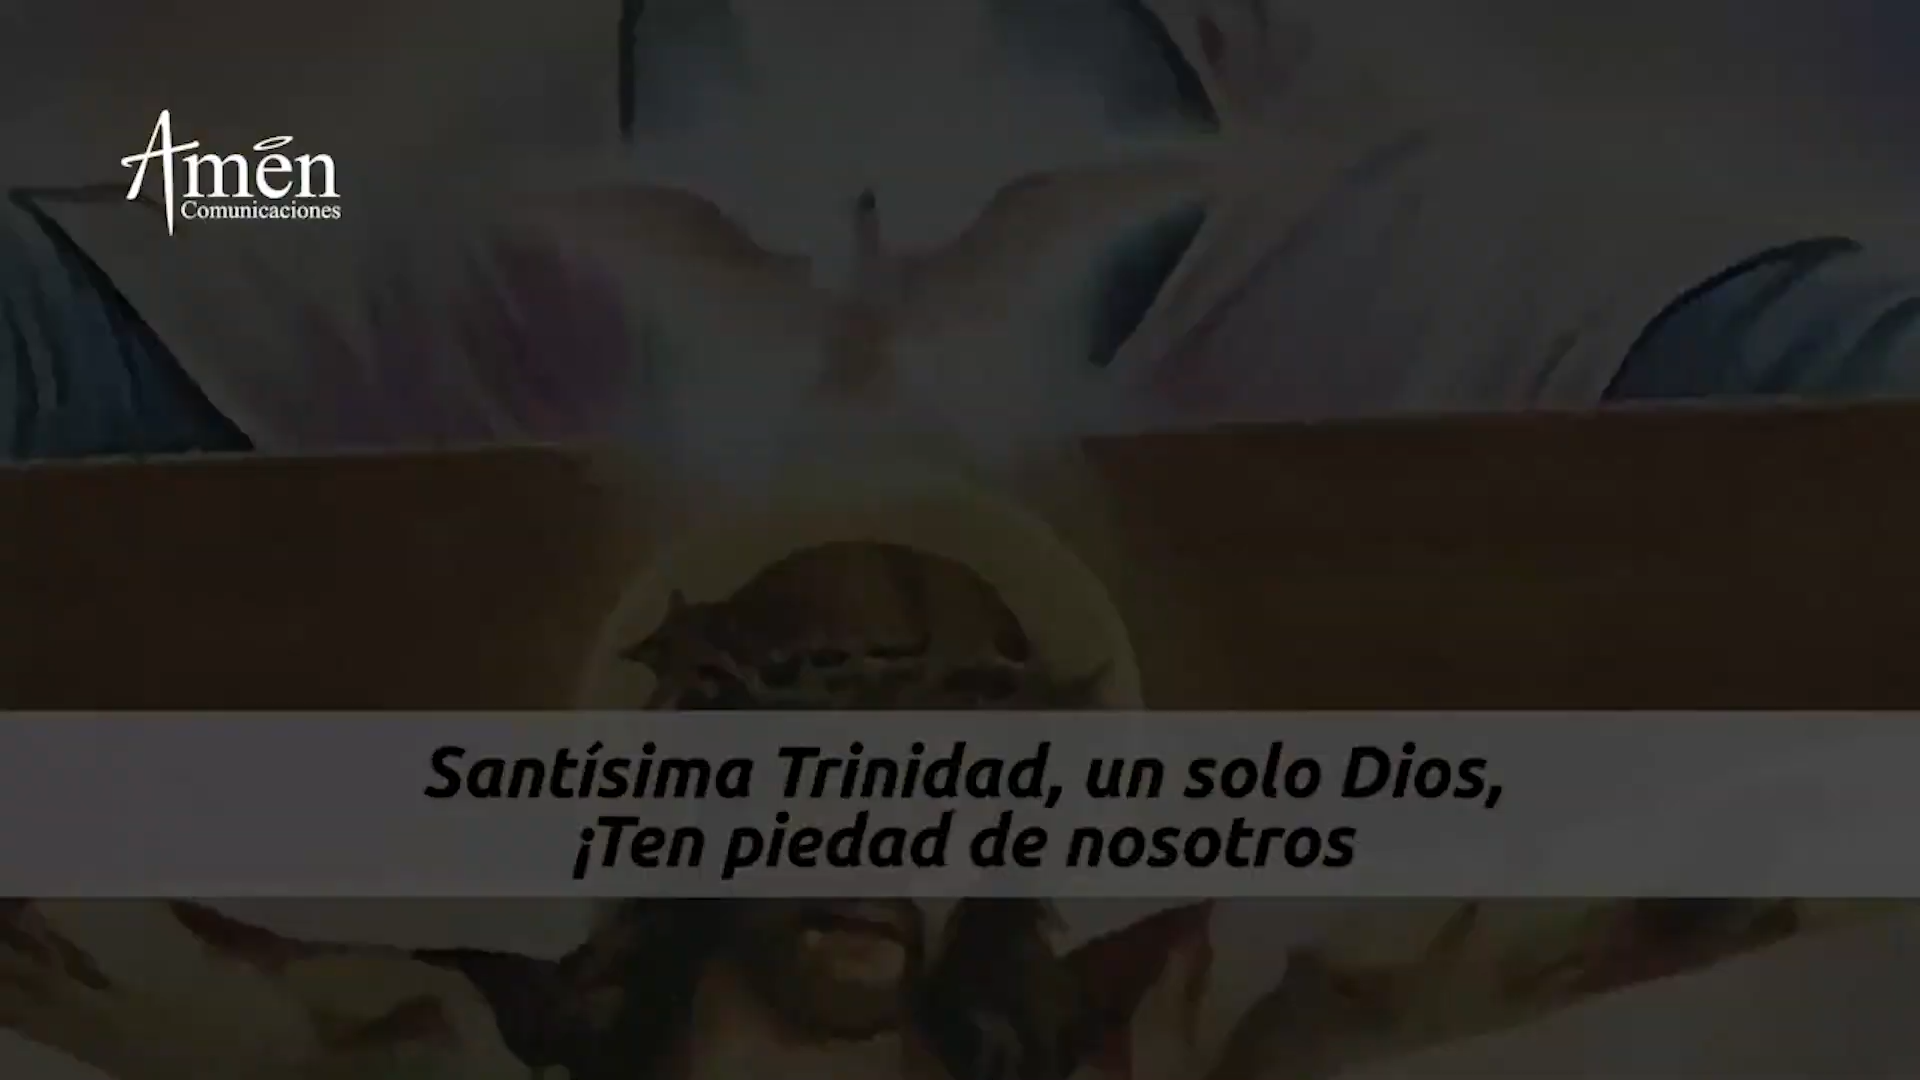 Amén
Comunicaciones
Santísima Trinidad, un solo Dios,
¡Ten piedad de nosotros